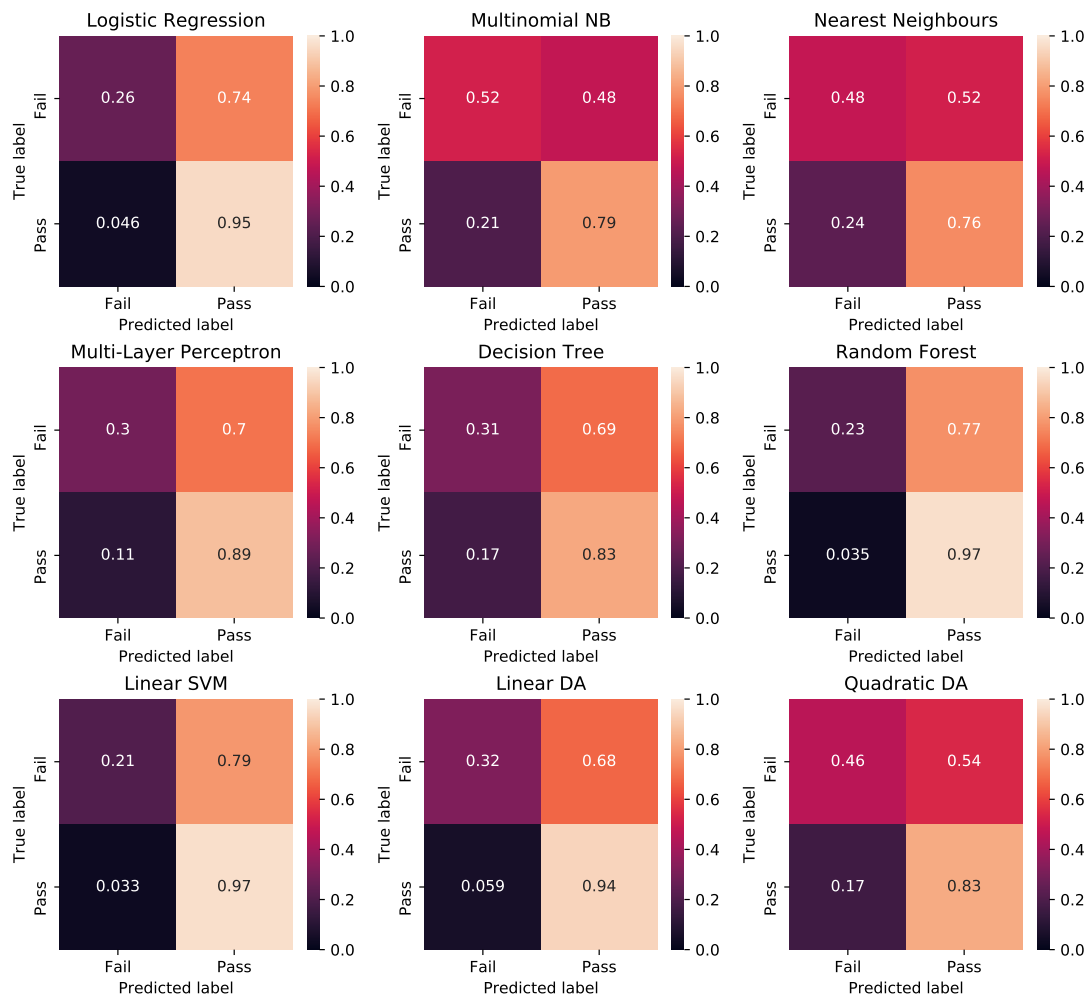 Logistic Regression
1.0
0.8
0.6
0.4
0.2
0.0
0.26 0.74
0.046 0.95
Fail
Pass
True label
Fail Pass
Predicted label
Multinomial NB
1.0
0.8
0.6
0.4
0.2
0.0
0.52 0.48
0.21 0.79
Fail
Pass
True label
Fail Pass
Predicted label
Nearest Neighbours
1.0
0.8
0.6
0.4
0.2
0.0
0.48 0.52
0.24 0.76
Fail
Pass
True label
Fail Pass
Predicted label
Multi-Layer Perceptron
1.0
0.8
0.6
0.4
0.2
0.0
0.3 0.7
0.11 0.89
Fail
Pass
True label
Fail Pass
Predicted label
Decision Tree
1.0
0.8
0.6
0.4
0.2
0.0
0.31 0.69
0.17 0.83
Fail
Pass
True label
Fail Pass
Predicted label
Random Forest
1.0
0.8
0.6
0.4
0.2
0.0
0.23 0.77
0.035 0.97
Fail
Pass
True label
Fail Pass
Predicted label
Linear SVM
1.0
0.8
0.6
0.4
0.2
0.0
0.21 0.79
0.033 0.97
Fail
Pass
True label
Fail Pass
Predicted label
Linear DA
1.0
0.8
0.6
0.4
0.2
0.0
0.32 0.68
0.059 0.94
Fail
Pass
True label
Fail Pass
Predicted label
Quadratic DA
1.0
0.8
0.6
0.4
0.2
0.0
0.46 0.54
0.17 0.83
Fail
Pass
True label
Fail Pass
Predicted label